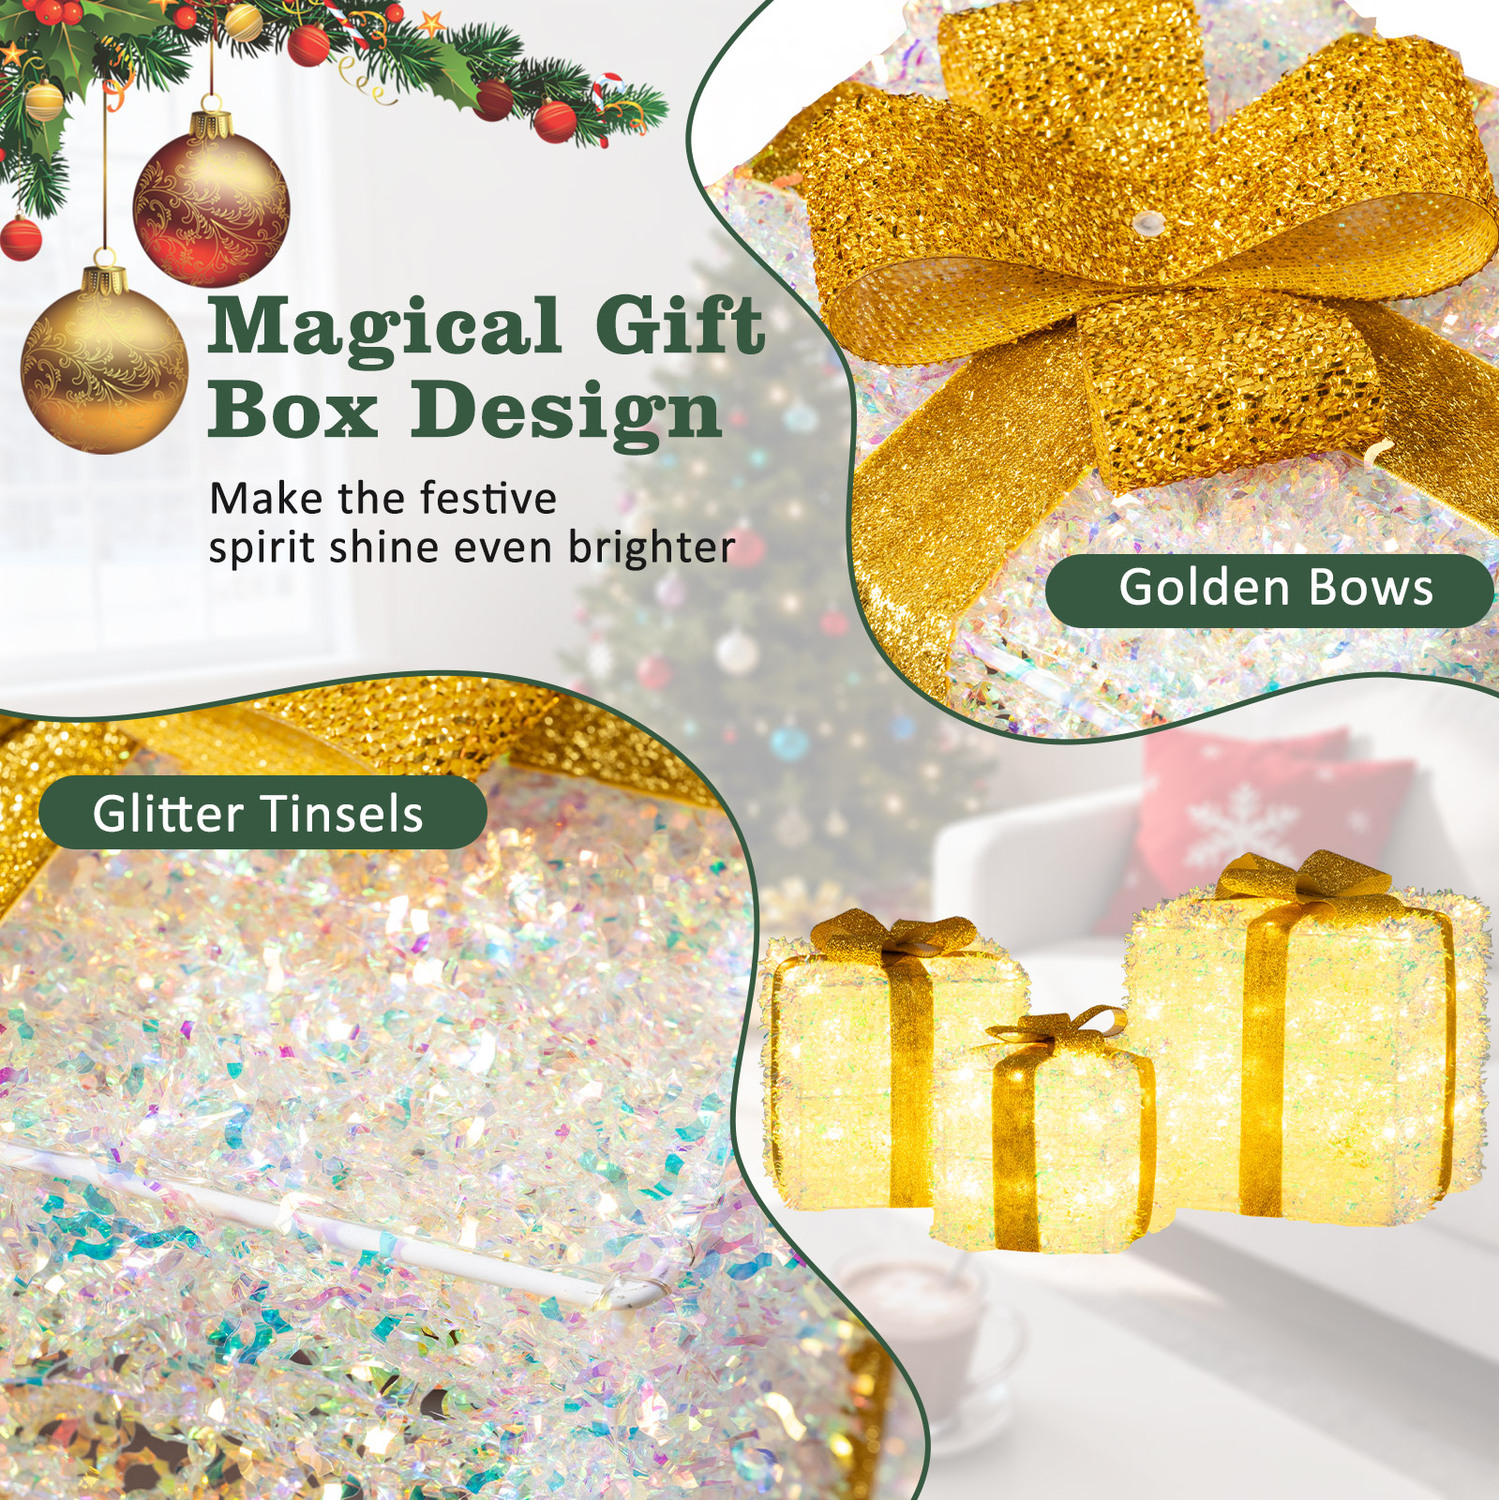 Magical Gift
Box Design
Make the festive
spirit shine even brighter
Golden Bows
Glitter Tinsels